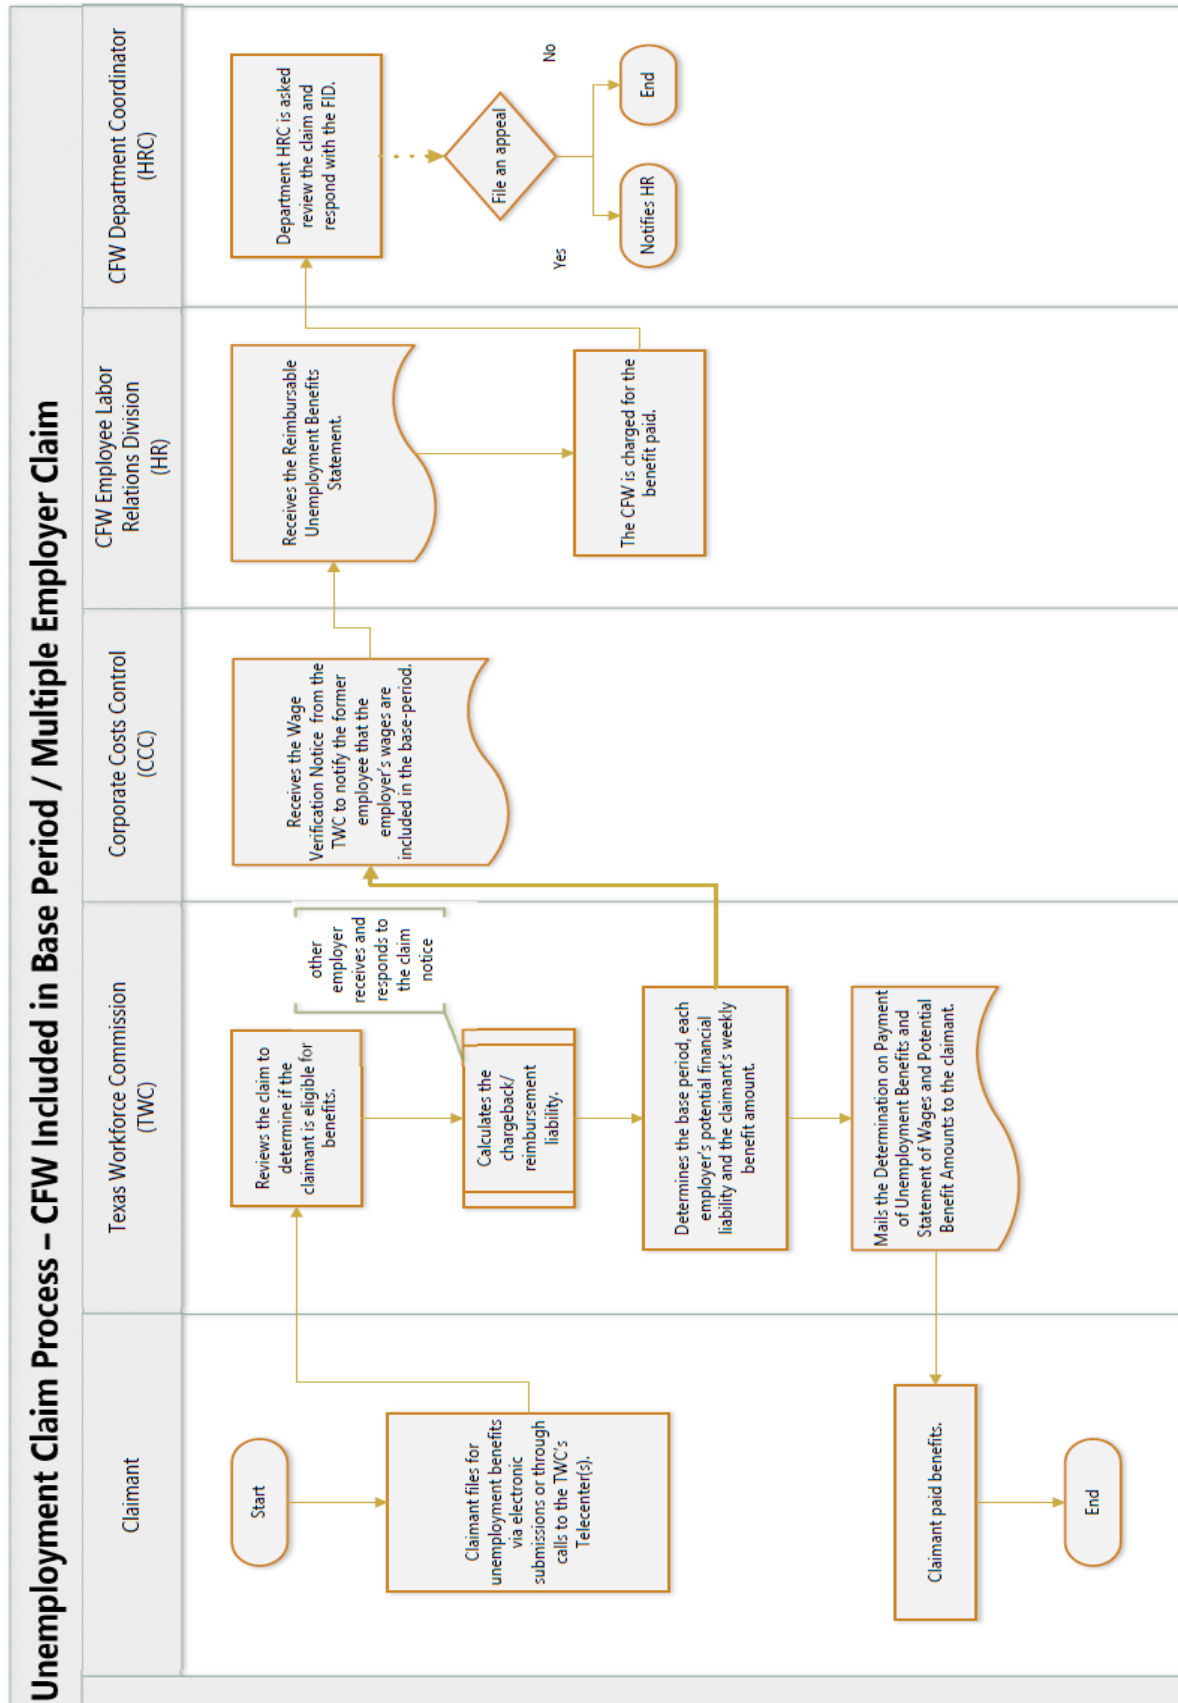 Unemployment Claim Process – CFW Included in Base Period / Multiple Employer Claim
Claimant
Texas Workforce Commission
(TWC)
Corporate Costs Control
(CCC)
CFW Employee Labor
Relations Division
(HR)
CFW Department Coordinator
(HRC)
Start
Claimant files for
unemployment benefits
via electronic
submissions or through
calls to the TWC's
Telecenter(s).
Claimant paid benefits.
End
Reviews the claim to
determine if the
claimant is eligible for
benefits.
other
employer
receives and
responds to
the claim
notice
Calculates the
chargeback/
reimbursement
liability.
Determines the base period, each
employer's potential financial
liability and the claimant's weekly
benefit amount.
Mails the Determination on Payment
of Unemployment Benefits and
Statement of Wages and Potential
Benefit Amounts to the claimant.
Receives the Wage
Verification Notice from the
TWC to notify the former
employee that the
employer's wages are
included in the base-period.
Receives the Reimbursable
Unemployment Benefits
Statement.
The CFW is charged for the
benefit paid.
Department HRC is asked
review the claim and
respond with the FID.
File an appeal
Yes
No
Notifies HR
End